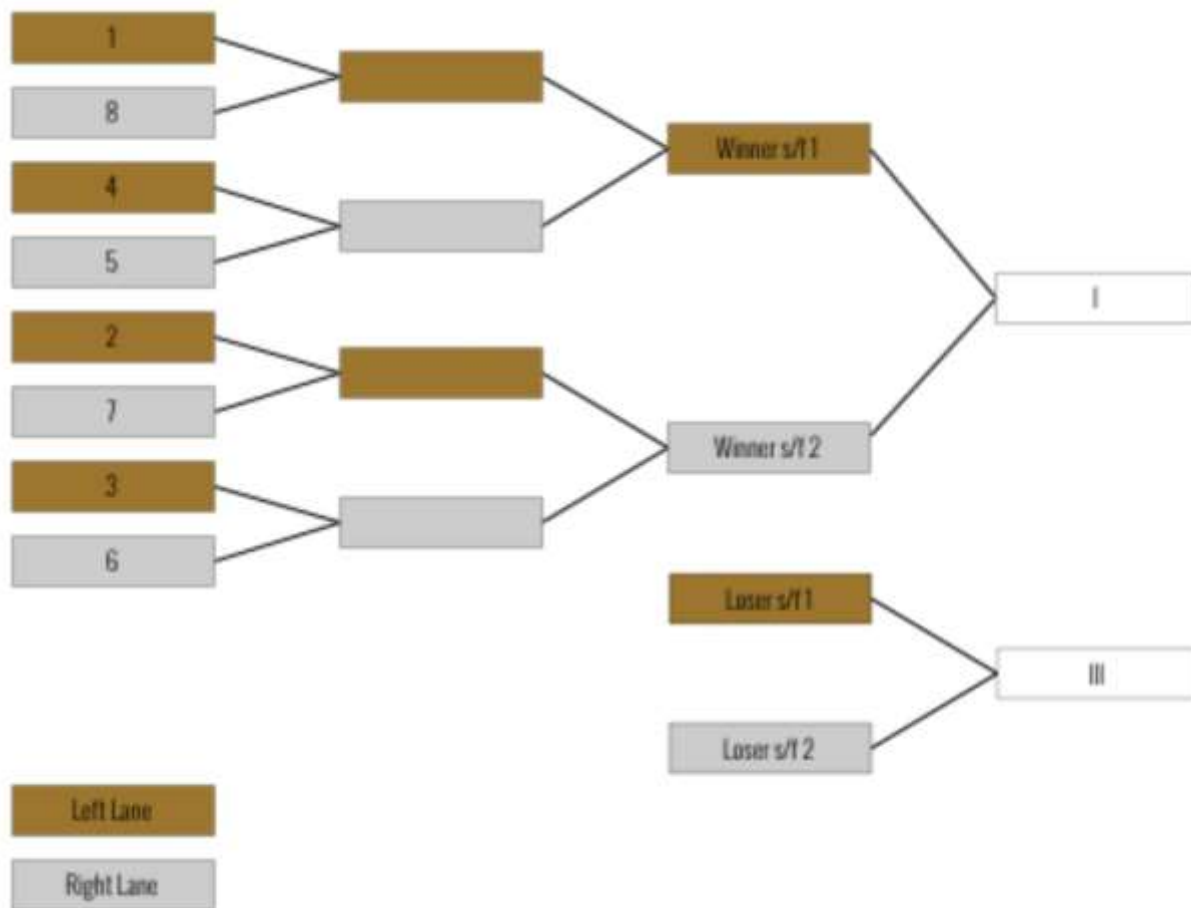 1
8
4
5
2
7
3
6
Winner s/f 1
Winner s/f 2
I
Loser s/f 1
Loser s/f 2
III
Left Lane
Right Lane